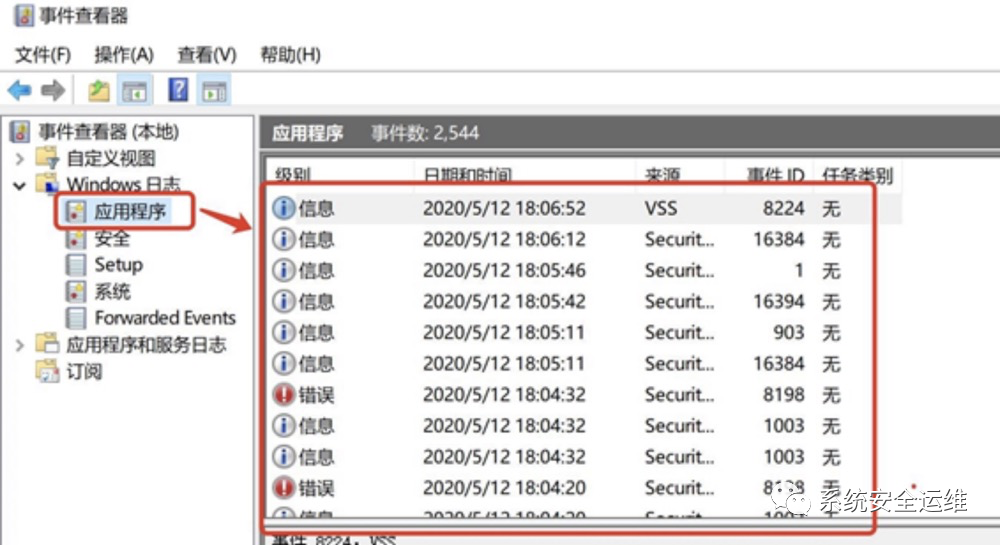 事件查看器
文件(F) 操作(A) 查看(V) 帮助(H)
事件查看器 (本地)
自定义视图
Windows 日志
应用程序
安全
Setup
系统
Forwarded Events
应用程序和服务日志
订阅
应用程序 事件数: 2,544
级别 日期和时间 来源 事件 ID 任务类别
信息 2020/5/12 18:06:52 VSS 8224 无
信息 2020/5/12 18:06:12 Securit... 16384 无
信息 2020/5/12 18:05:46 Securit... 1 无
信息 2020/5/12 18:05:42 Securit... 16394 无
信息 2020/5/12 18:05:11 Securit... 903 无
信息 2020/5/12 18:05:11 Securit... 16384 无
错误 2020/5/12 18:04:32 Securit... 8198 无
信息 2020/5/12 18:04:32 Securit... 1003 无
信息 2020/5/12 18:04:32 Securit... 1003 无
错误 2020/5/12 18:04:20 Securit... 无
信息 2020/5/12 18:04:20 Securit...
事件 8224, VSS
系统安全运维